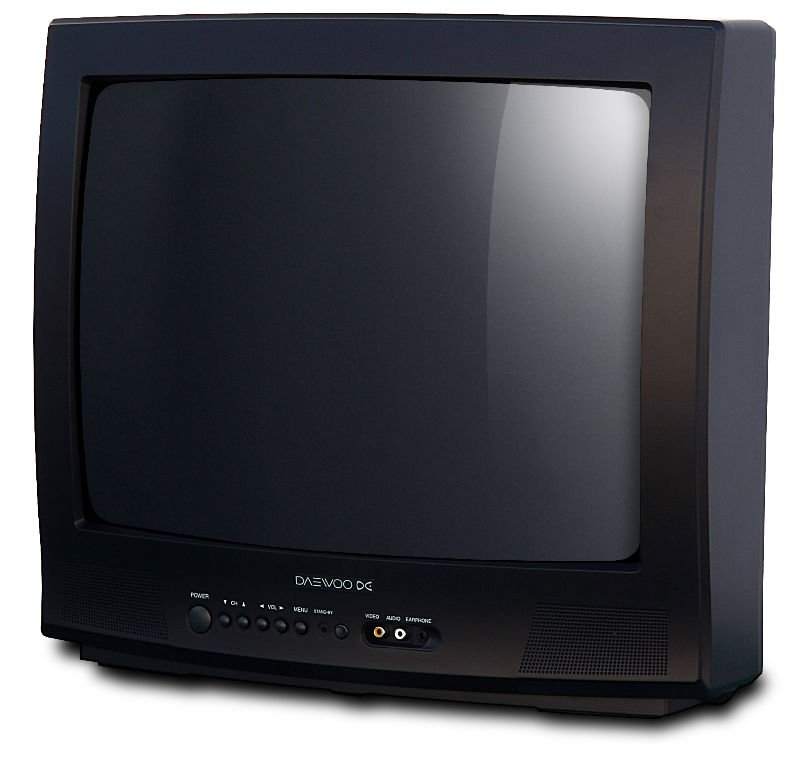 DAEWOO
POWER
▼ CH ▲
◄ VOL ►
MENU
STAND-BY
VIDEO
AUDIO
EARPHONE